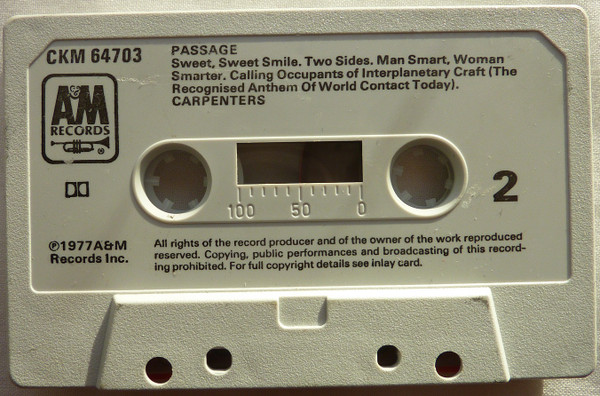 CKM 64703
PASSAGE
Sweet, Sweet Smile. Two Sides. Man Smart, Woman
Smarter. Calling Occupants of Interplanetary Craft (The
Recognised Anthem Of World Contact Today).
CARPENTERS
A&M
RECORDS
®
2
100 50 0
℗1977A&M
Records Inc.
All rights of the record producer and of the owner of the work reproduced
reserved. Copying, public performances and broadcasting of this record-
ing prohibited. For full copyright details see inlay card.